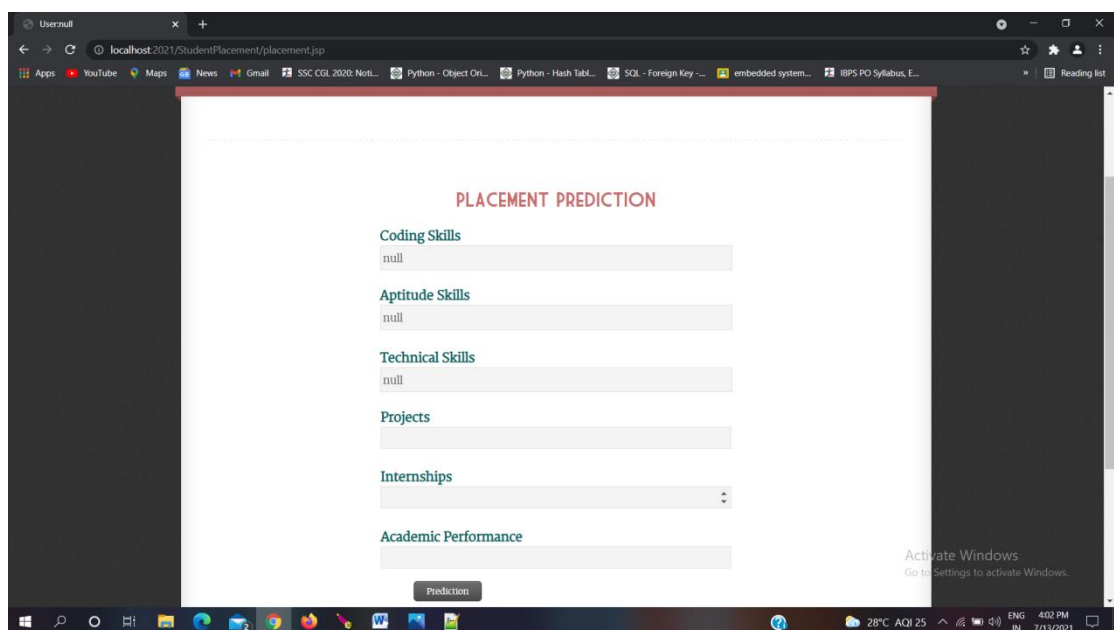 User:null
localhost:2021/StudentPlacement/placement.jsp
Apps YouTube Maps News Gmail SSC CGL 2020: Noti... Python - Object Ori... Python - Hash Tabl... SQL - Foreign Key -... embedded system... IBPS PO Syllabus, E... » Reading list
PLACEMENT PREDICTION
Coding Skills
null
Aptitude Skills
null
Technical Skills
null
Projects
Internships
Academic Performance
Prediction
Activate Windows
Go to Settings to activate Windows.
28°C AQI 25
ENG
IN
4:02 PM
7/13/2021